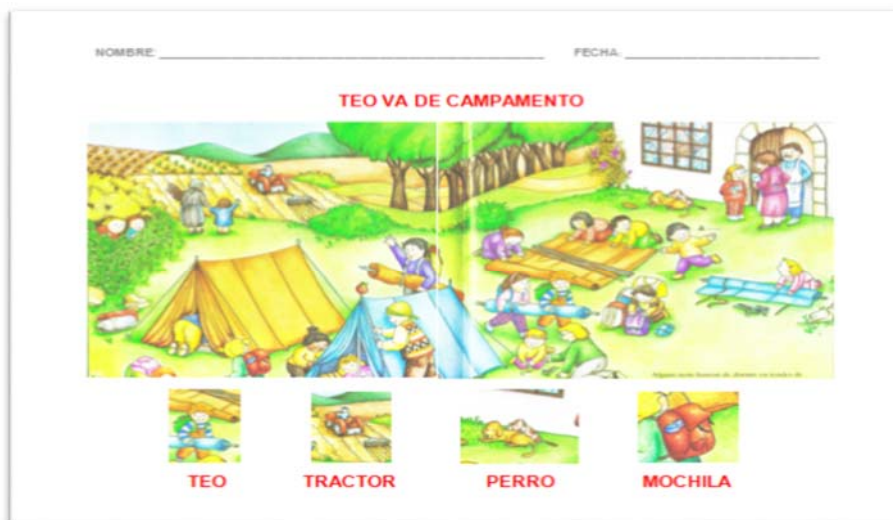 NOMBRE: FECHA:
TEO VA DE CAMPAMENTO
TEO TRACTOR PERRO MOCHILA